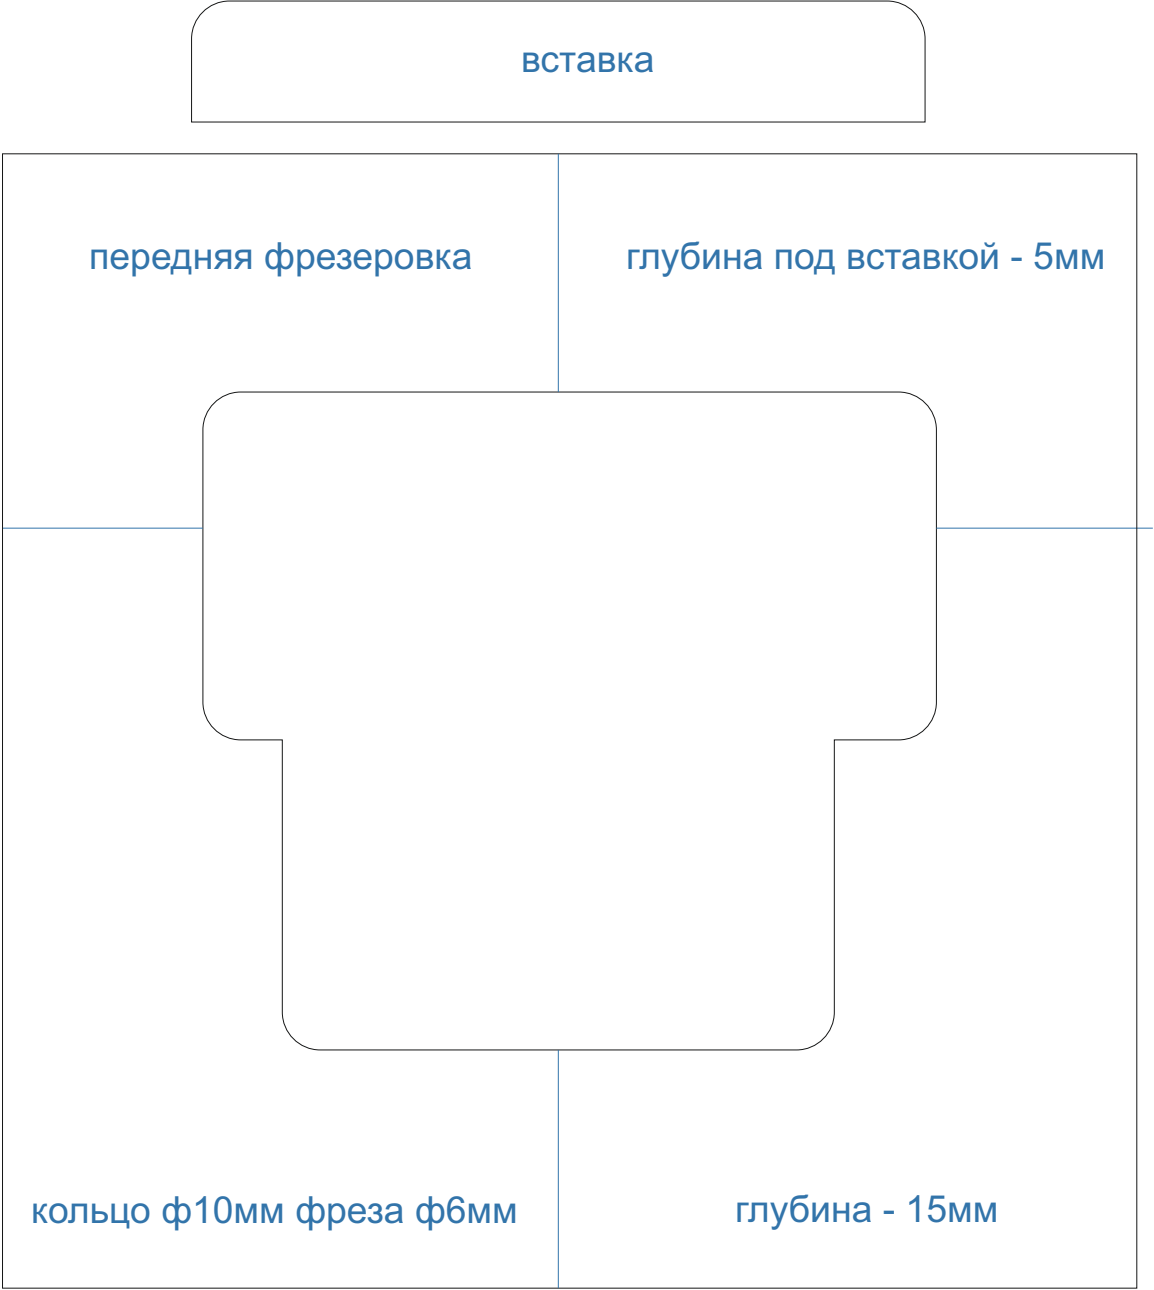 вставка
передняя фрезеровка
глубина под вставкой - 5мм
кольцо ф10мм фреза ф6мм
глубина - 15мм